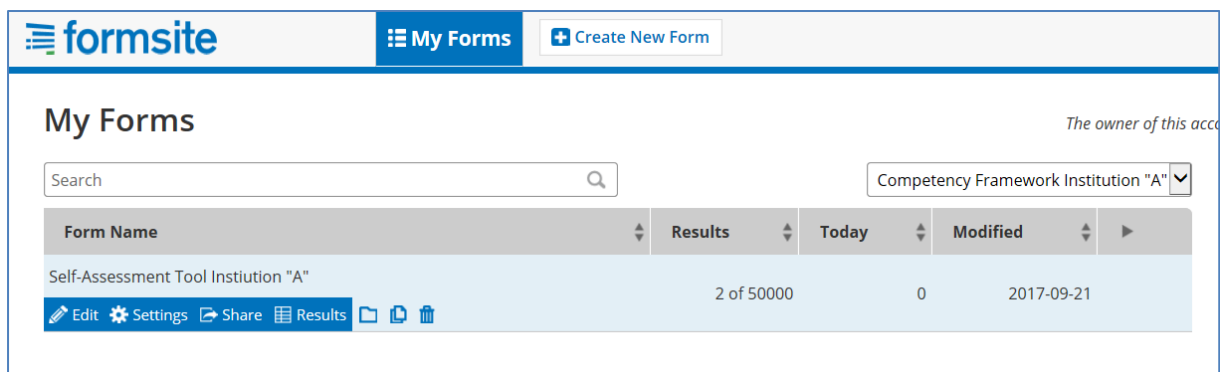 formsite My Forms Create New Form
My Forms
The owner of this acc
Search Competency Framework Institution "A"
Form Name Results Today Modified
Self-Assessment Tool Instiution "A"
2 of 50000 0 2017-09-21
Edit Settings Share Results